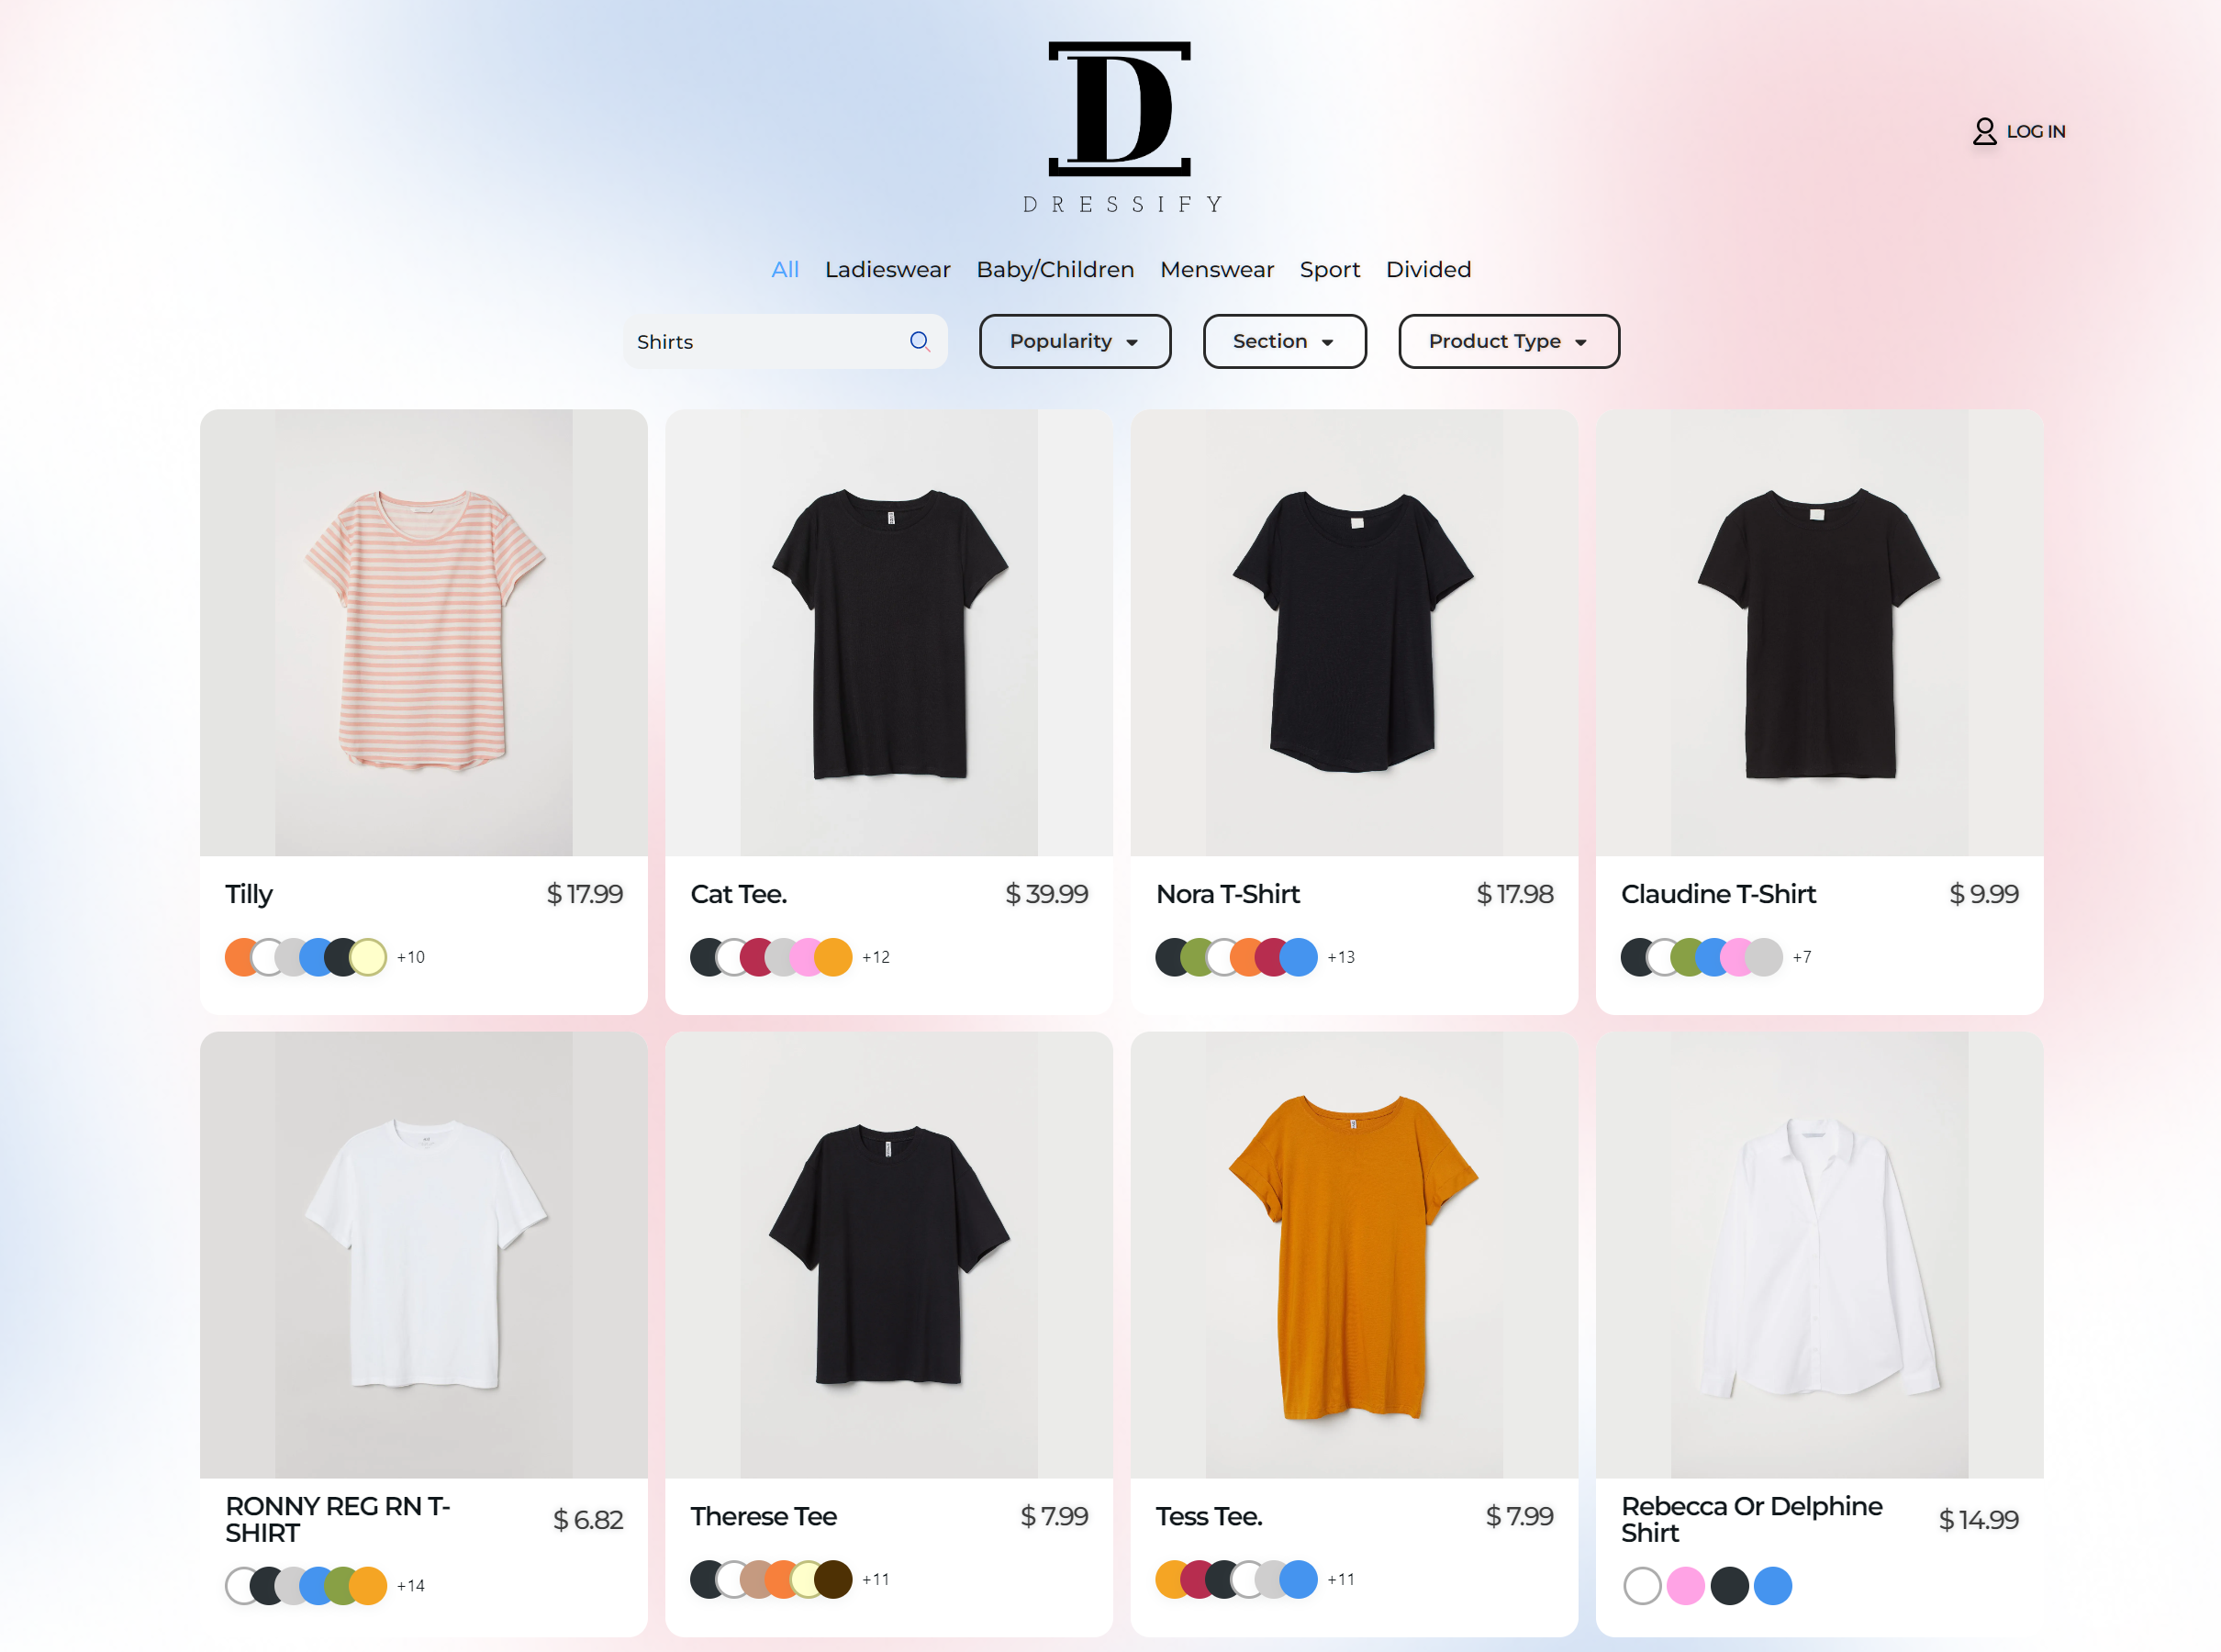 D
DRESSIFY
LOG IN
All Ladieswear Baby/Children Menswear Sport Divided
Shirts Popularity Section Product Type
Tilly $ 17.99
+10
Cat Tee. $ 39.99
+12
Nora T-Shirt $ 17.98
+13
Claudine T-Shirt $ 9.99
+7
RONNY REG RN T-
SHIRT
$ 6.82
+14
Therese Tee $ 7.99
+11
Tess Tee. $ 7.99
+11
Rebecca Or Delphine
Shirt
$ 14.99